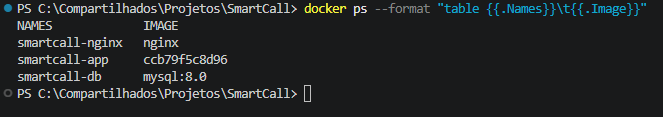 PS C:\Compartilhados\Projetos\SmartCall> docker ps --format "table {{.Names}}\t{{.Image}}"
NAMES IMAGE
smartcall-nginx nginx
smartcall-app ccb79f5c8d96
smartcall-db mysql:8.0
PS C:\Compartilhados\Projetos\SmartCall>